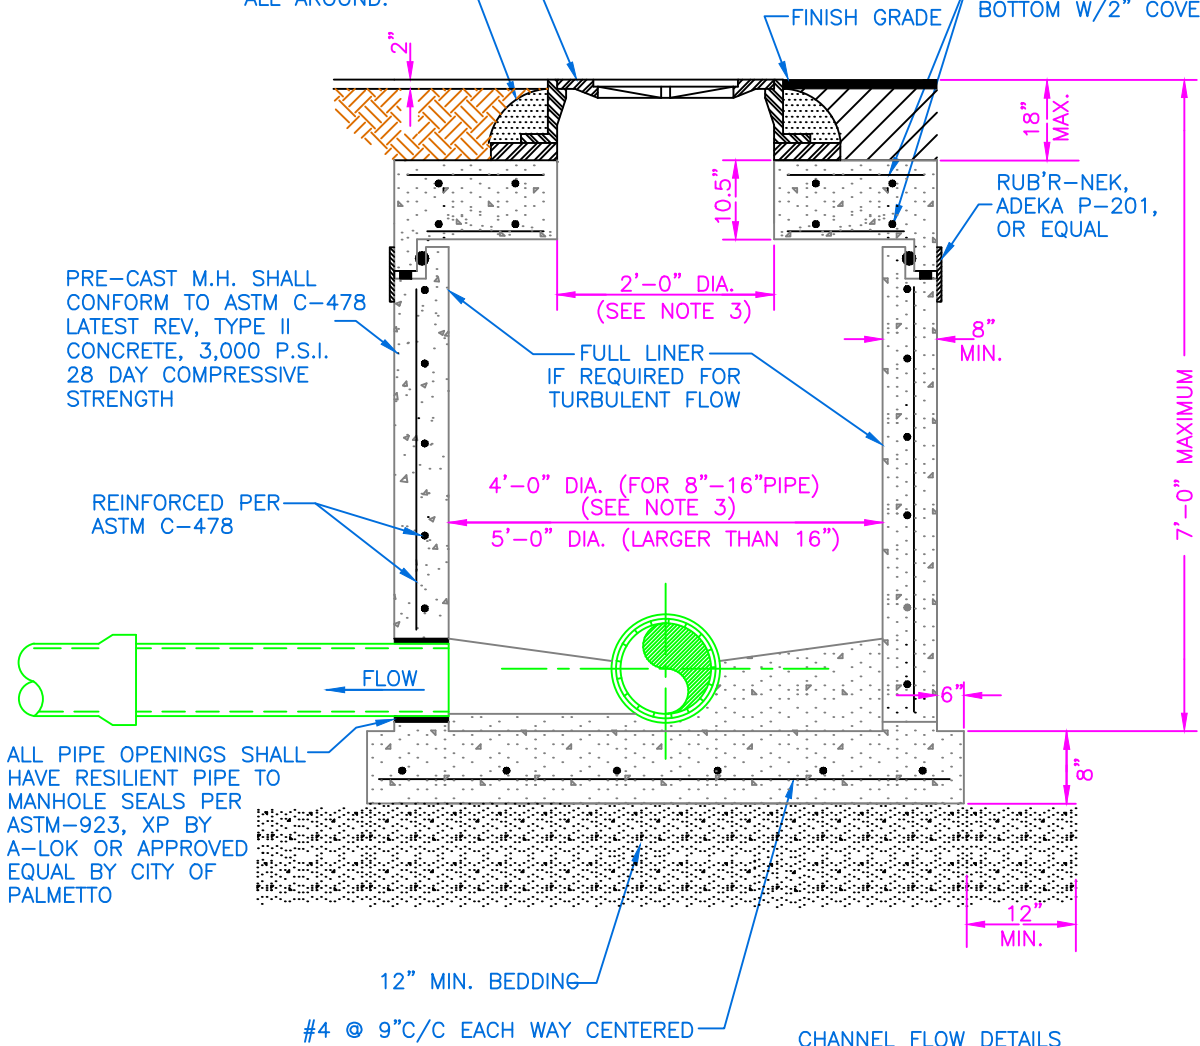 ALL AROUND.
FINISH GRADE
BOTTOM W/2" COVE
2"
18"
MAX.
10.5"
RUB'R-NEK,
ADEKA P-201,
OR EQUAL
PRE-CAST M.H. SHALL
CONFORM TO ASTM C-478
LATEST REV, TYPE II
CONCRETE, 3,000 P.S.I.
28 DAY COMPRESSIVE
STRENGTH
2'-0" DIA.
(SEE NOTE 3)
8"
MIN.
FULL LINER
IF REQUIRED FOR
TURBULENT FLOW
7'-0" MAXIMUM
REINFORCED PER
ASTM C-478
4'-0" DIA. (FOR 8"-16"PIPE)
(SEE NOTE 3)
5'-0" DIA. (LARGER THAN 16")
FLOW
6"
8"
ALL PIPE OPENINGS SHALL
HAVE RESILIENT PIPE TO
MANHOLE SEALS PER
ASTM-923, XP BY
A-LOK OR APPROVED
EQUAL BY CITY OF
PALMETTO
12"
MIN.
12" MIN. BEDDING
#4 @ 9"C/C EACH WAY CENTERED
CHANNEL FLOW DETAILS